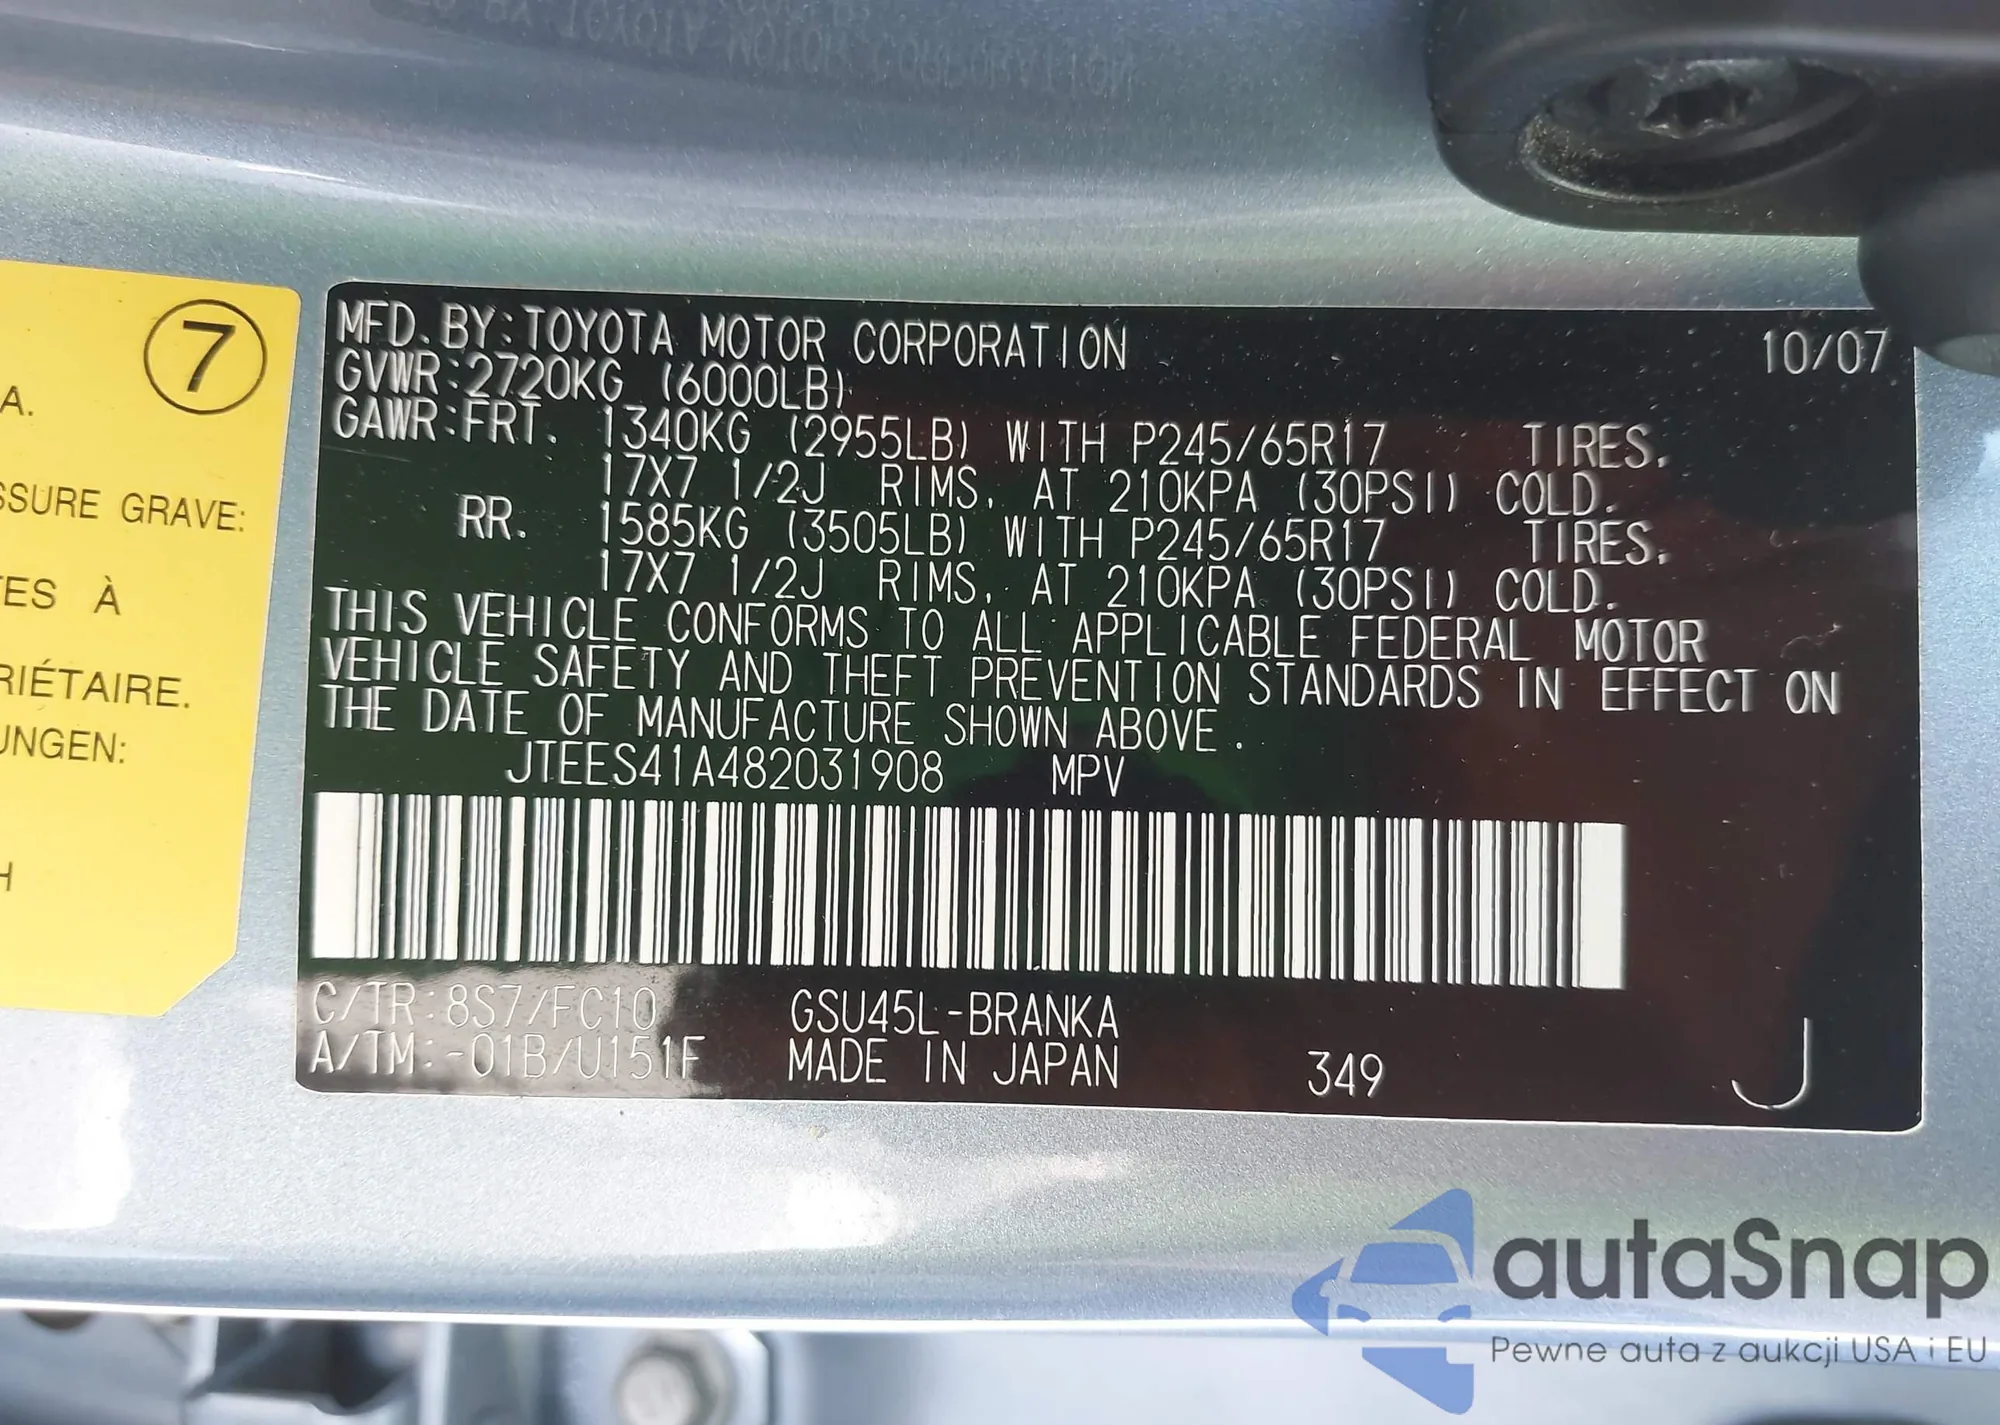 7
A.
SSURE GRAVE:
TES À
RIÉTAIRE.
UNGEN:
H
MFD. BY: TOYOTA MOTOR CORPORATION 10/07
GVWR: 2720KG (6000LB)
GAWR: FRT. 1340KG (2955LB) WITH P245/65R17 TIRES,
17X7 1/2J RIMS, AT 210KPA (30PSI) COLD.
RR. 1585KG (3505LB) WITH P245/65R17 TIRES,
17X7 1/2J RIMS, AT 210KPA (30PSI) COLD.
THIS VEHICLE CONFORMS TO ALL APPLICABLE FEDERAL MOTOR
VEHICLE SAFETY AND THEFT PREVENTION STANDARDS IN EFFECT ON
THE DATE OF MANUFACTURE SHOWN ABOVE.
JTEES41A482031908 MPV
C/TR: 8S7/FC10 GSU45L-BRANKA
A/TM: -01B/U151F MADE IN JAPAN 349 J
autaSnap
Pewne auta z aukcji USA i EU